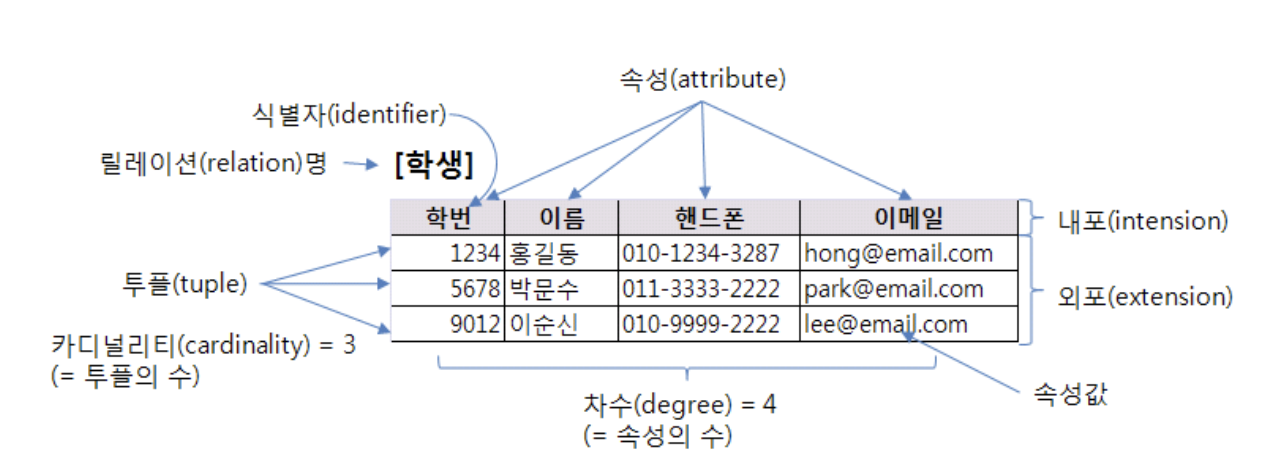 속성(attribute)
식별자(identifier)
릴레이션(relation)명
[학생]
학번 이름 핸드폰 이메일
내포(intension)
1234 홍길동 010-1234-3287 hong@email.com
투플(tuple)
5678 박문수 011-3333-2222 park@email.com
외포(extension)
9012 이순신 010-9999-2222 lee@email.com
카디널리티(cardinality) = 3
(= 투플의 수)
차수(degree) = 4
(= 속성의 수)
속성값